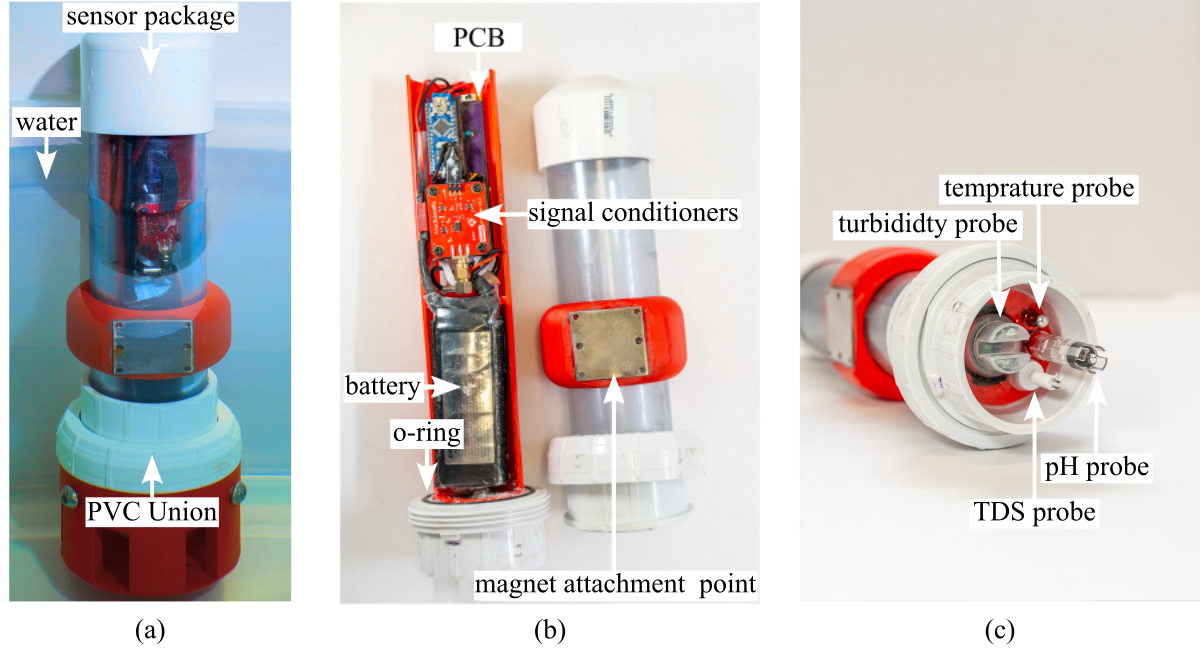 sensor package
water
PVC Union
PCB
signal conditioners
battery
o-ring
magnet attachment point
temprature probe
turbididty probe
pH probe
TDS probe
(a)
(b)
(c)